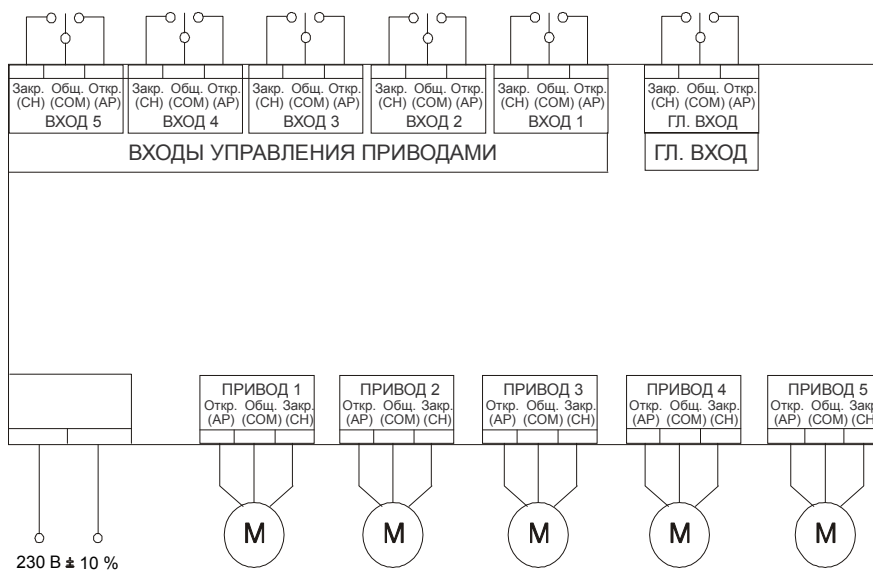 Закр. Общ. Откр. Закр. Общ. Откр. Закр. Общ. Откр. Закр. Общ. Откр. Закр. Общ. Откр. Закр. Общ. Откр.
(CH) (COM) (AP) (CH) (COM) (AP) (CH) (COM) (AP) (CH) (COM) (AP) (CH) (COM) (AP) (CH) (COM) (AP)
ВХОД 5 ВХОД 4 ВХОД 3 ВХОД 2 ВХОД 1 ГЛ. ВХОД
ВХОДЫ УПРАВЛЕНИЯ ПРИВОДАМИ ГЛ. ВХОД
ПРИВОД 1 ПРИВОД 2 ПРИВОД 3 ПРИВОД 4 ПРИВОД 5
Откр. Общ. Закр. Откр. Общ. Закр. Откр. Общ. Закр. Откр. Общ. Закр. Откр. Общ. Закр.
(AP) (COM) (CH) (AP) (COM) (CH) (AP) (COM) (CH) (AP) (COM) (CH) (AP) (COM) (CH
M M M M M
230 В ± 10 %